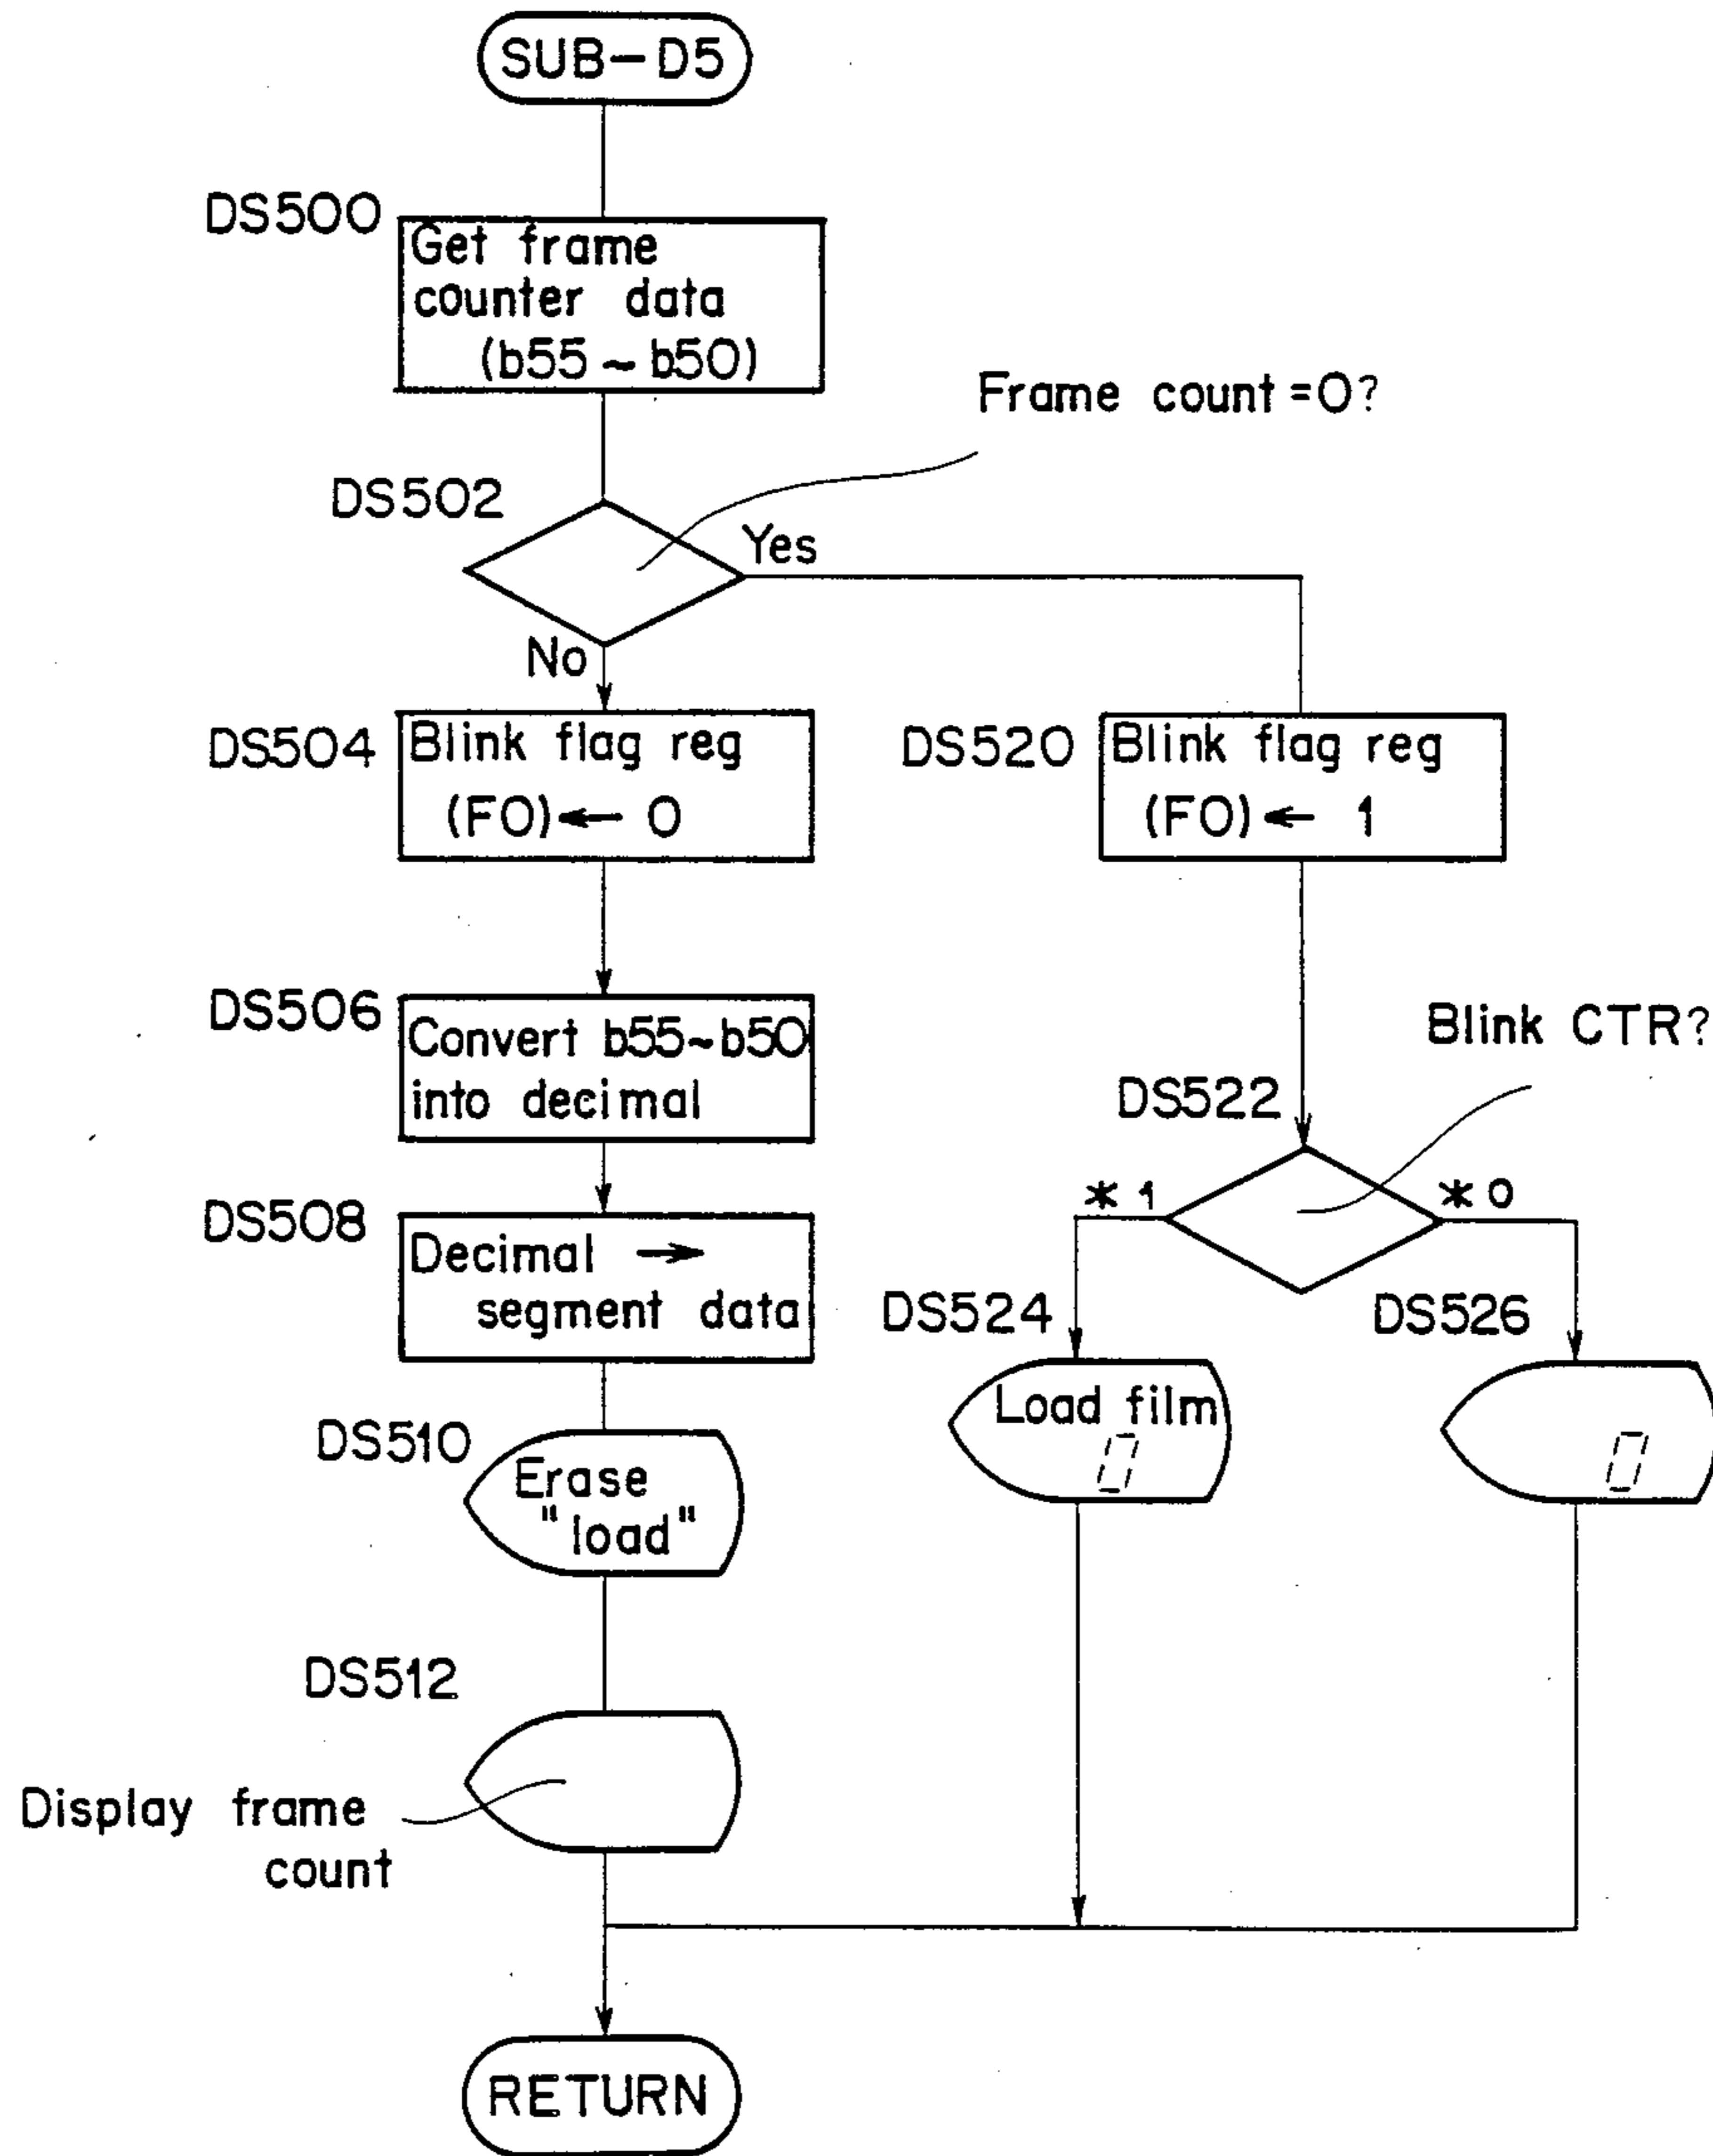 SUB-D5
DS500
Get frame
counter data
(b55 ~ b50)
Frame count = 0?
DS502
Yes
No
DS504
Blink flag reg
(F0) ← 0
DS520
Blink flag reg
(F0) ← 1
DS506
Convert b55~b50
into decimal
Blink CTR?
DS522
* 1
* 0
DS508
Decimal →
segment data
DS524
Load film
0
DS526
0
DS510
Erase
"load"
DS512
Display frame
count
RETURN